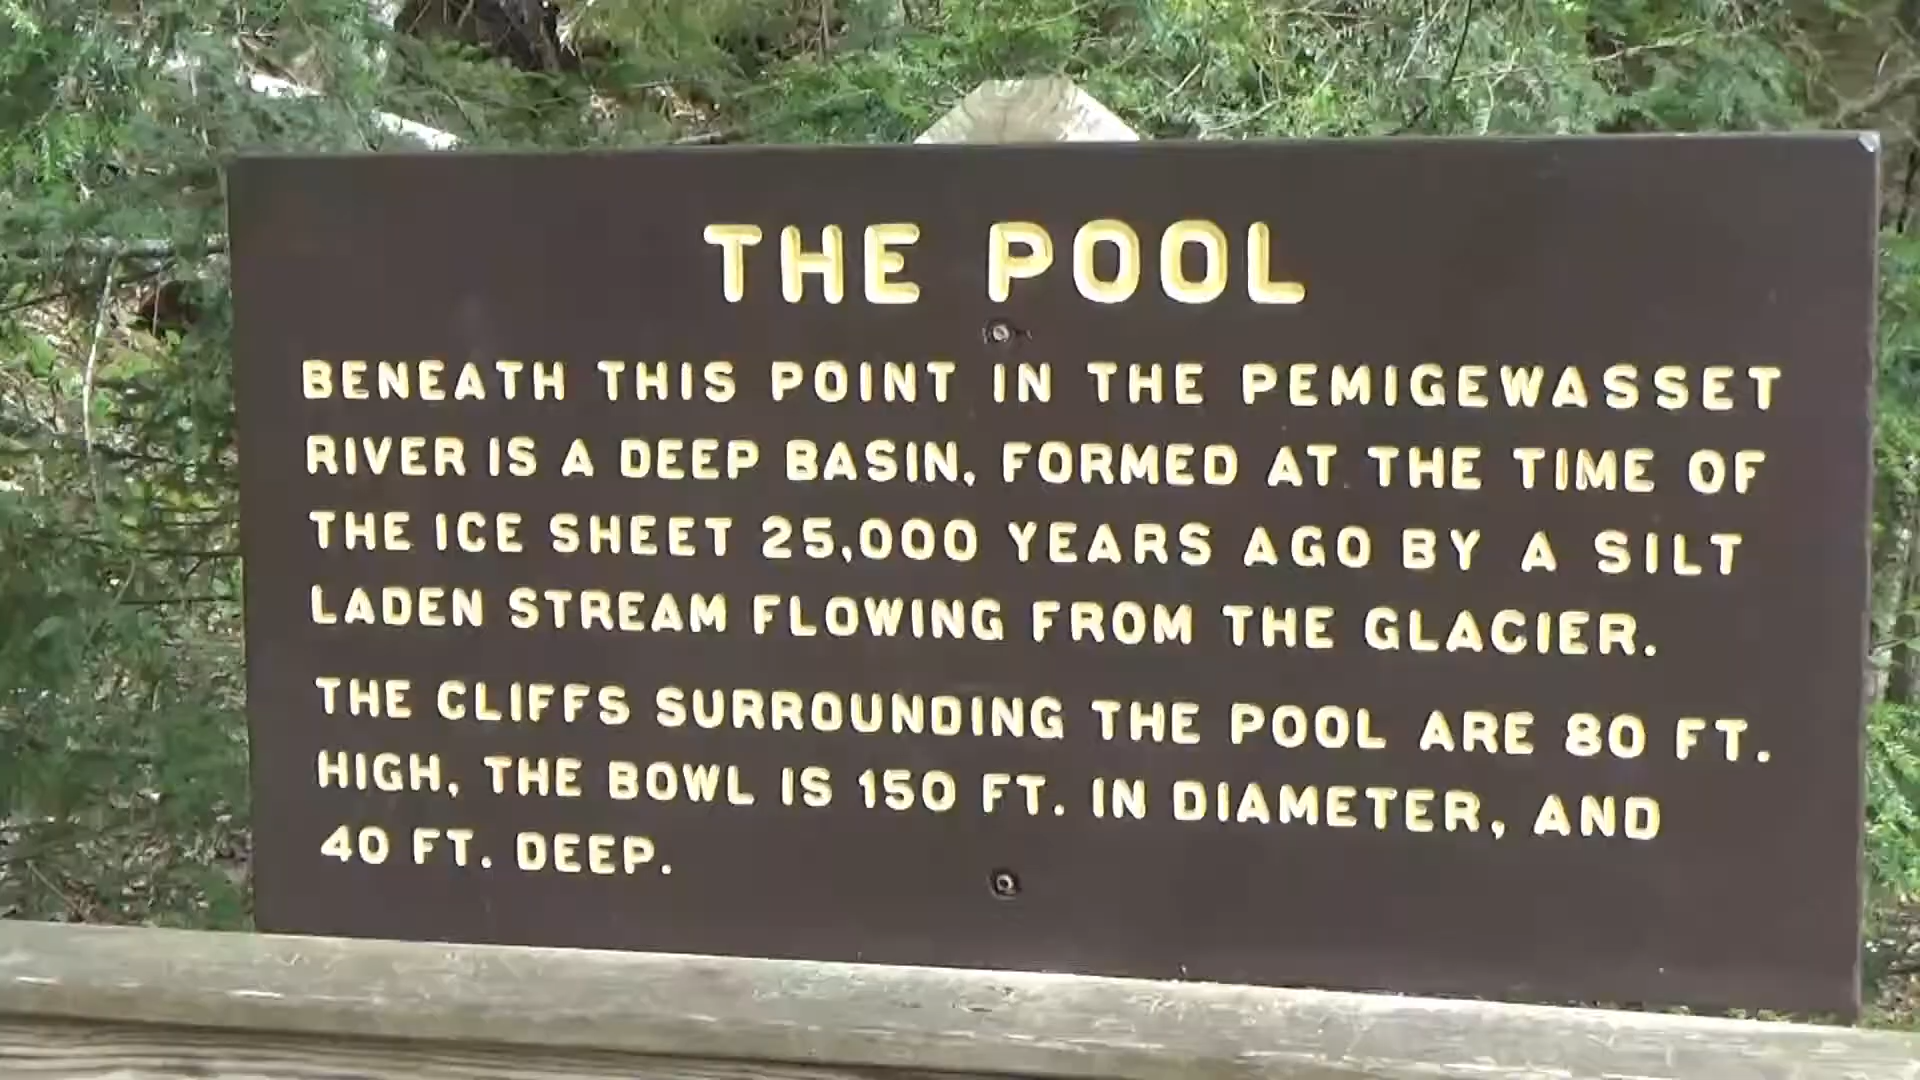 THE POOL
BENEATH THIS POINT IN THE PEMIGEWASSET
RIVER IS A DEEP BASIN, FORMED AT THE TIME OF
THE ICE SHEET 25,000 YEARS AGO BY A SILT
LADEN STREAM FLOWING FROM THE GLACIER.
THE CLIFFS SURROUNDING THE POOL ARE 80 FT.
HIGH, THE BOWL IS 150 FT. IN DIAMETER, AND
40 FT. DEEP.